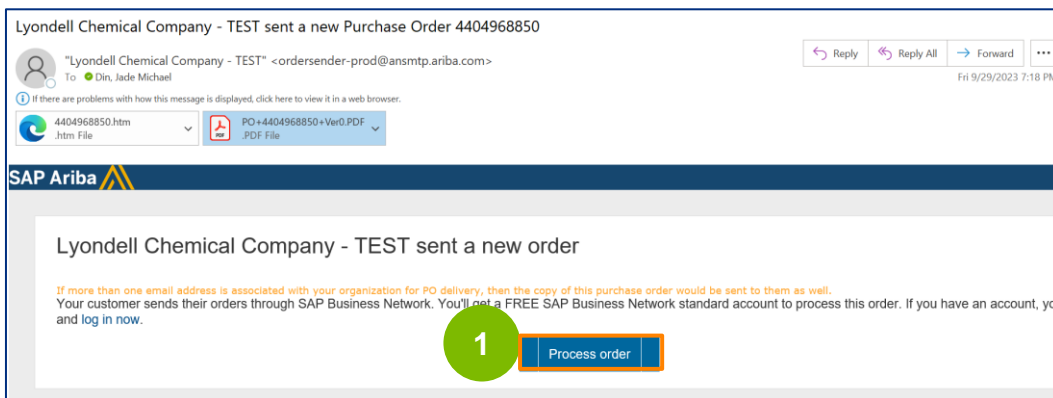 Lyondell Chemical Company - TEST sent a new Purchase Order 4404968850
"Lyondell Chemical Company - TEST" <ordersender-prod@ansmtp.ariba.com>
To Din, Jade Michael
Reply
Reply All
Forward
...
Fri 9/29/2023 7:18 PM
If there are problems with how this message is displayed, click here to view it in a web browser.
4404968850.htm
.htm File
PDF
PO+4404968850+Ver0.PDF
.PDF File
SAP Ariba
Lyondell Chemical Company - TEST sent a new order
If more than one email address is associated with your organization for PO delivery, then the copy of this purchase order would be sent to them as well.
Your customer sends their orders through SAP Business Network. You'll get a FREE SAP Business Network standard account to process this order. If you have an account, yo
and log in now.
1
Process order